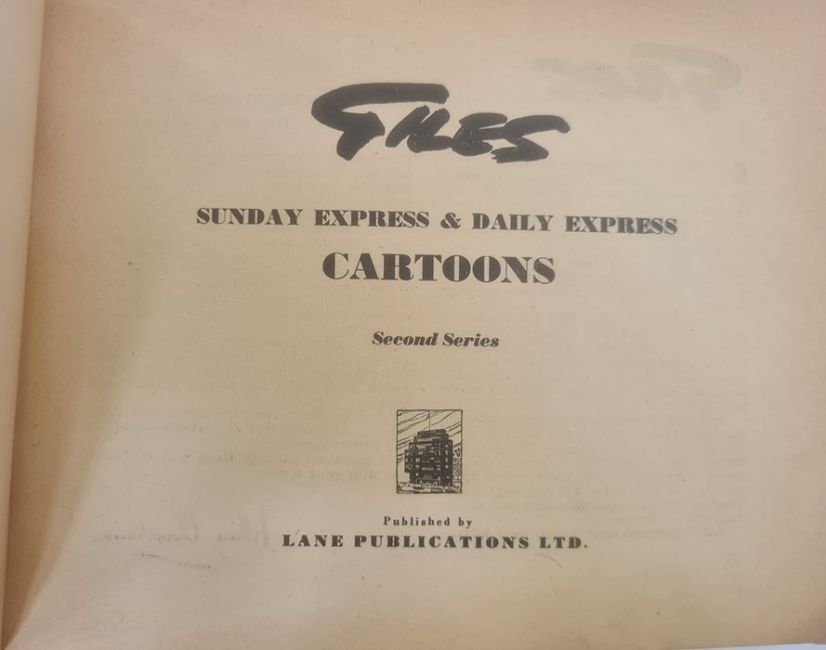 GILES
SUNDAY EXPRESS & DAILY EXPRESS
CARTOONS
Second Series
Published by
LANE PUBLICATIONS LTD.